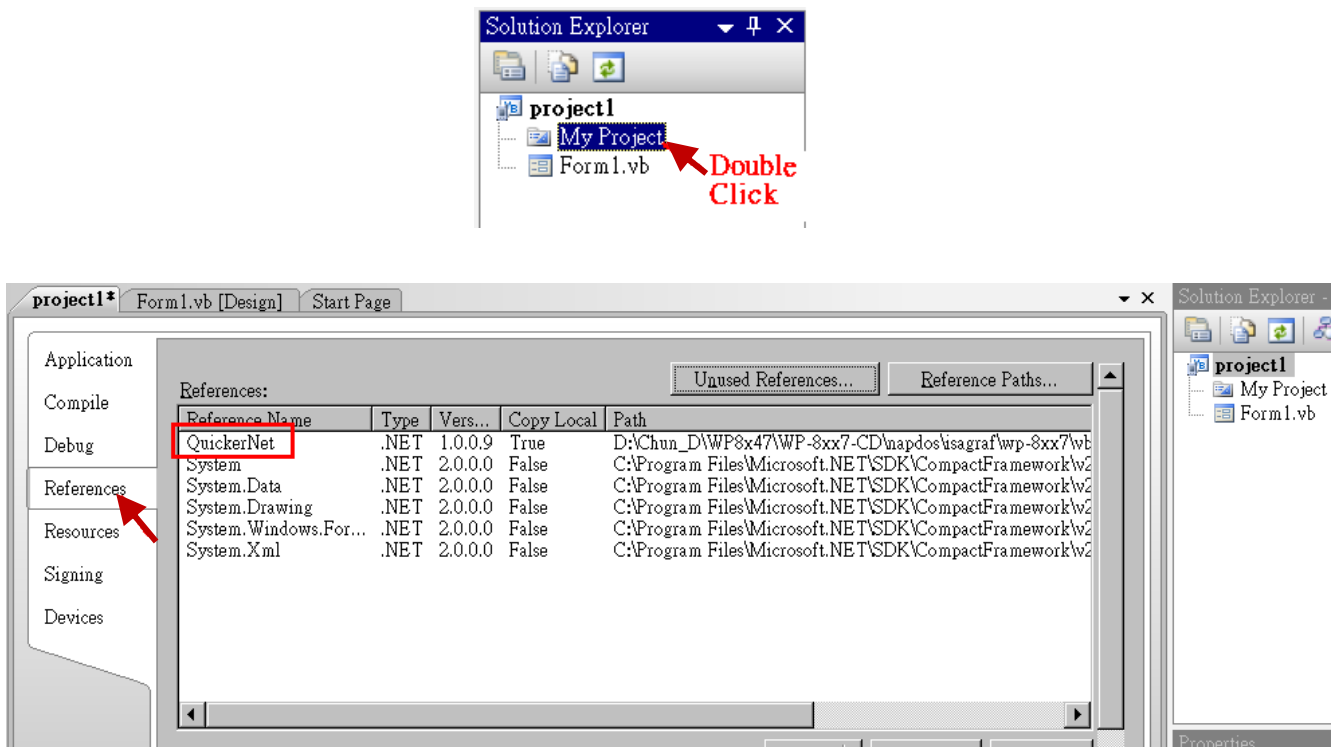 Solution Explorer
project1
My Project
Form1.vb
Double
Click
project1* Form1.vb [Design] Start Page
Solution Explorer -
Application
Compile
Debug
References
Resources
Signing
Devices
Unused References... Reference Paths...
References:
Reference Name Type Vers... Copy Local Path
QuickerNet .NET 1.0.0.9 True D:\Chun_D\WP8x47\WP-8xx7-CD\napdos\isagraf\wp-8xx7\vb
System .NET 2.0.0.0 False C:\Program Files\Microsoft.NET\SDK\CompactFramework\v2
System.Data .NET 2.0.0.0 False C:\Program Files\Microsoft.NET\SDK\CompactFramework\v2
System.Drawing .NET 2.0.0.0 False C:\Program Files\Microsoft.NET\SDK\CompactFramework\v2
System.Windows.For... .NET 2.0.0.0 False C:\Program Files\Microsoft.NET\SDK\CompactFramework\v2
System.Xml .NET 2.0.0.0 False C:\Program Files\Microsoft.NET\SDK\CompactFramework\v2
project1
My Project
Form1.vb
Properties